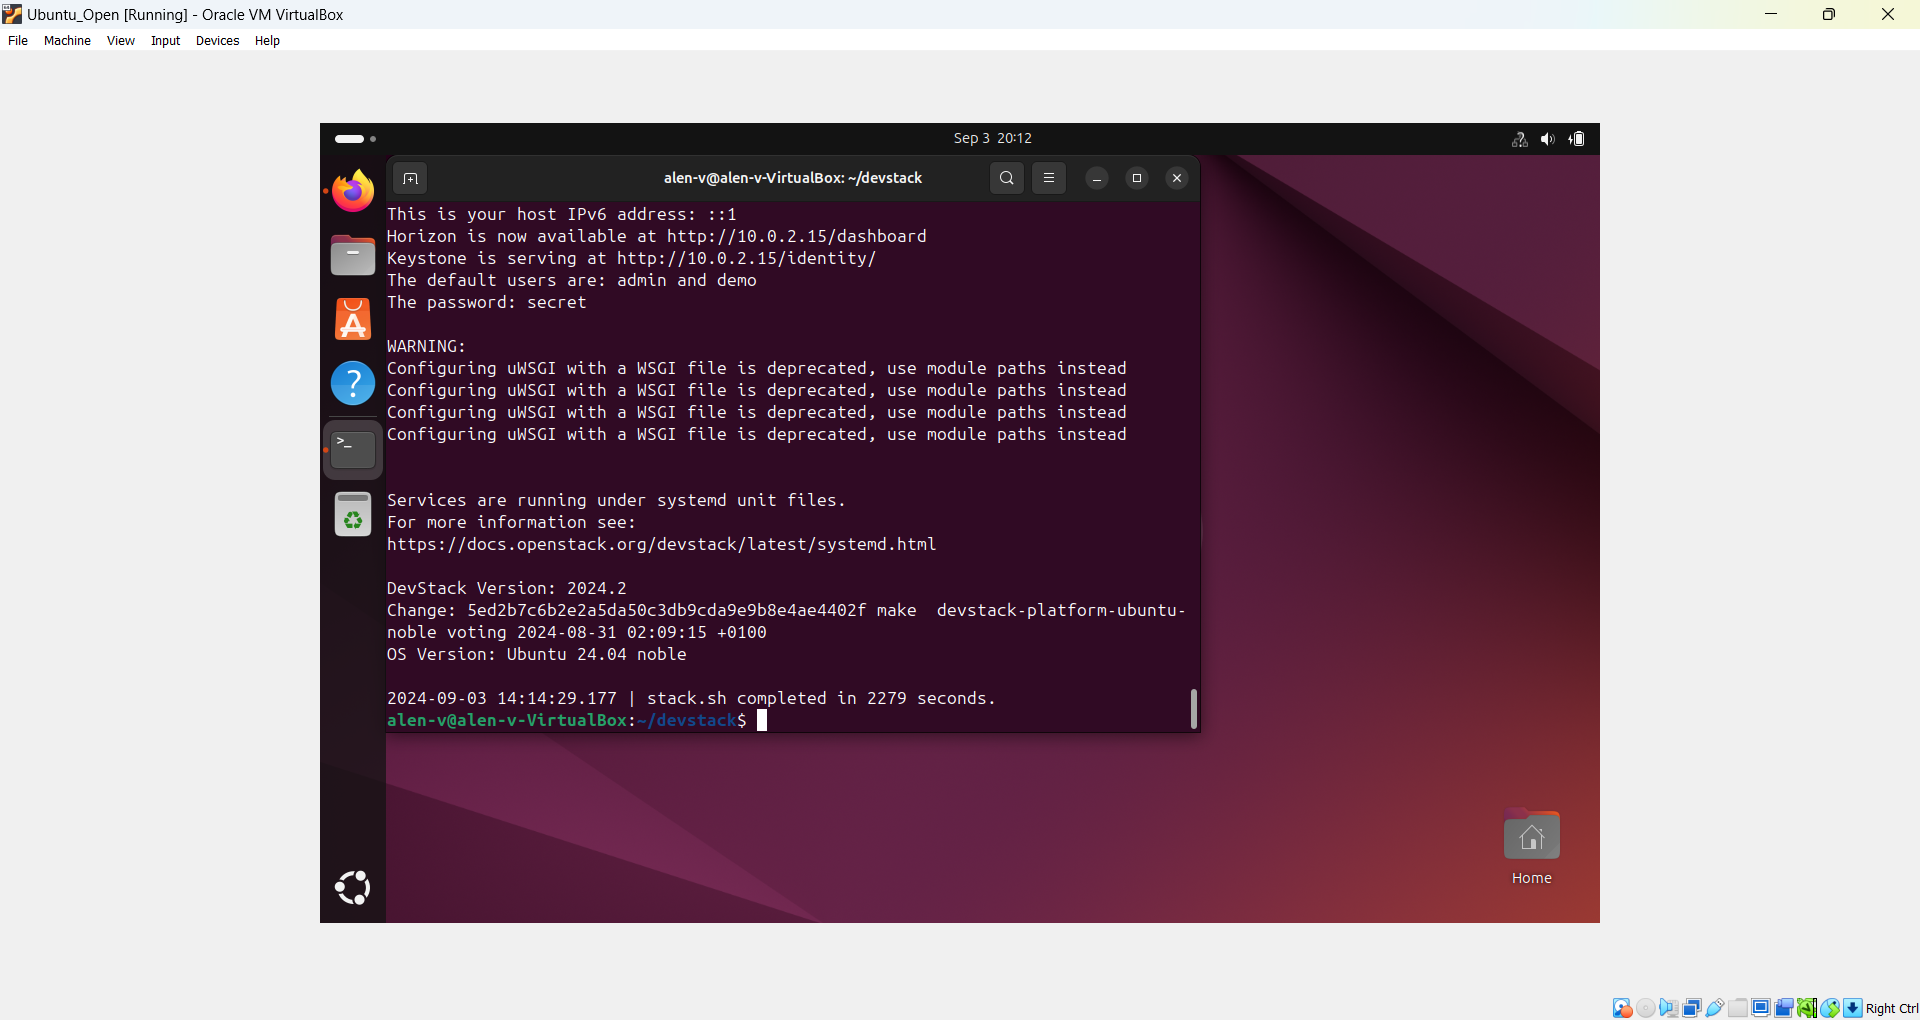 Ubuntu_Open [Running] - Oracle VM VirtualBox
File Machine View Input Devices Help
Sep 3 20:12
alen-v@alen-v-VirtualBox: ~/devstack
This is your host IPv6 address: ::1
Horizon is now available at http://10.0.2.15/dashboard
Keystone is serving at http://10.0.2.15/identity/
The default users are: admin and demo
The password: secret
WARNING:
Configuring uWSGI with a WSGI file is deprecated, use module paths instead
Configuring uWSGI with a WSGI file is deprecated, use module paths instead
Configuring uWSGI with a WSGI file is deprecated, use module paths instead
Configuring uWSGI with a WSGI file is deprecated, use module paths instead
Services are running under systemd unit files.
For more information see:
https://docs.openstack.org/devstack/latest/systemd.html
DevStack Version: 2024.2
Change: 5ed2b7c6b2e2a5da50c3db9cda9e9b8e4ae4402f make  devstack-platform-ubuntu-
noble voting 2024-08-31 02:09:15 +0100
OS Version: Ubuntu 24.04 noble
2024-09-03 14:14:29.177 | stack.sh completed in 2279 seconds.
alen-v@alen-v-VirtualBox:~/devstack$
Home
Right Ctrl